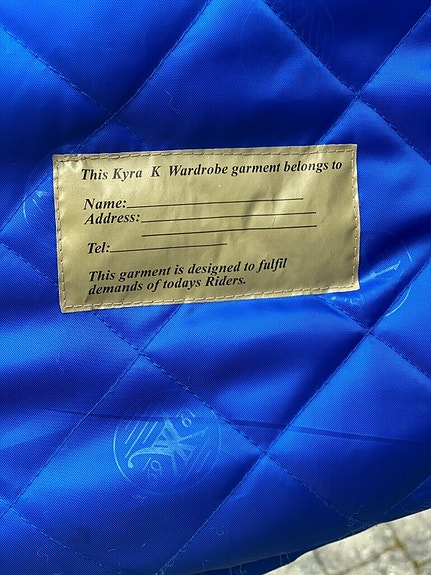 This Kyra K Wardrobe garment belongs to
Name:
Address:
Tel:
This garment is designed to fulfil
demands of todays Riders.